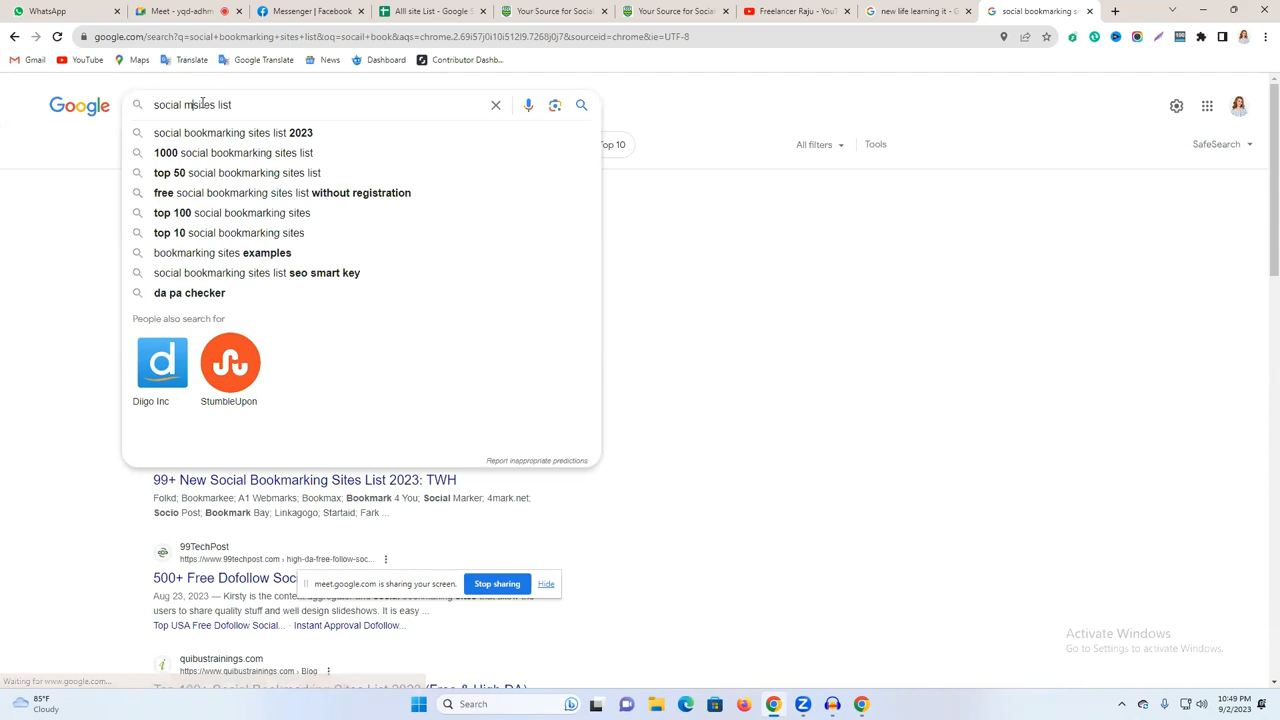 WhatsApp
Meet - yqd-ashmz
Messenger | Facebook
All site List - Google S
Your Source for Social
Your Source for Social
Freelancer Raju - YouT
new life learning it - G
social bookmarking s
google.com/search?q=social+bookmarking+sites+list&oq=oscail+book&aqs=chrome.2.69i57j0i10i512l9.7268j0j7&sourceid=chrome&ie=UTF-8
Gmail
YouTube
Maps
Translate
Google Translate
News
Dashboard
Contributor Dashb...
Google
social msites list
social bookmarking sites list 2023
1000 social bookmarking sites list
top 50 social bookmarking sites list
free social bookmarking sites list without registration
top 100 social bookmarking sites
top 10 social bookmarking sites
bookmarking sites examples
social bookmarking sites list seo smart key
da pa checker
People also search for
Diigo Inc
StumbleUpon
Report inappropriate predictions
op 10
All filters
Tools
SafeSearch
99+ New Social Bookmarking Sites List 2023: TWH
Folkd; Bookmarkee; A1 Webmarks; Bookmax; Bookmark 4 You; Social Marker; 4mark.net;
Socio Post; Bookmark Bay; Linkagogo; Startaid; Fark ...
99TechPost
https://www.99techpost.com › high-da-free-follow-soc...
500+ Free Dofollow Soc
meet.google.com is sharing your screen.
Stop sharing
Hide
Aug 23, 2023 — Kirsty is the conte
users to share quality stuff and well design slideshows. It is easy ...
Top USA Free Dofollow Social... · Instant Approval Dofollow...
quibustrainings.com
https://www.quibustrainings.com › Blog
Activate Windows
Go to Settings to activate Windows.
Waiting for www.google.com...
85°F
Cloudy
Search
10:49 PM
9/2/2023